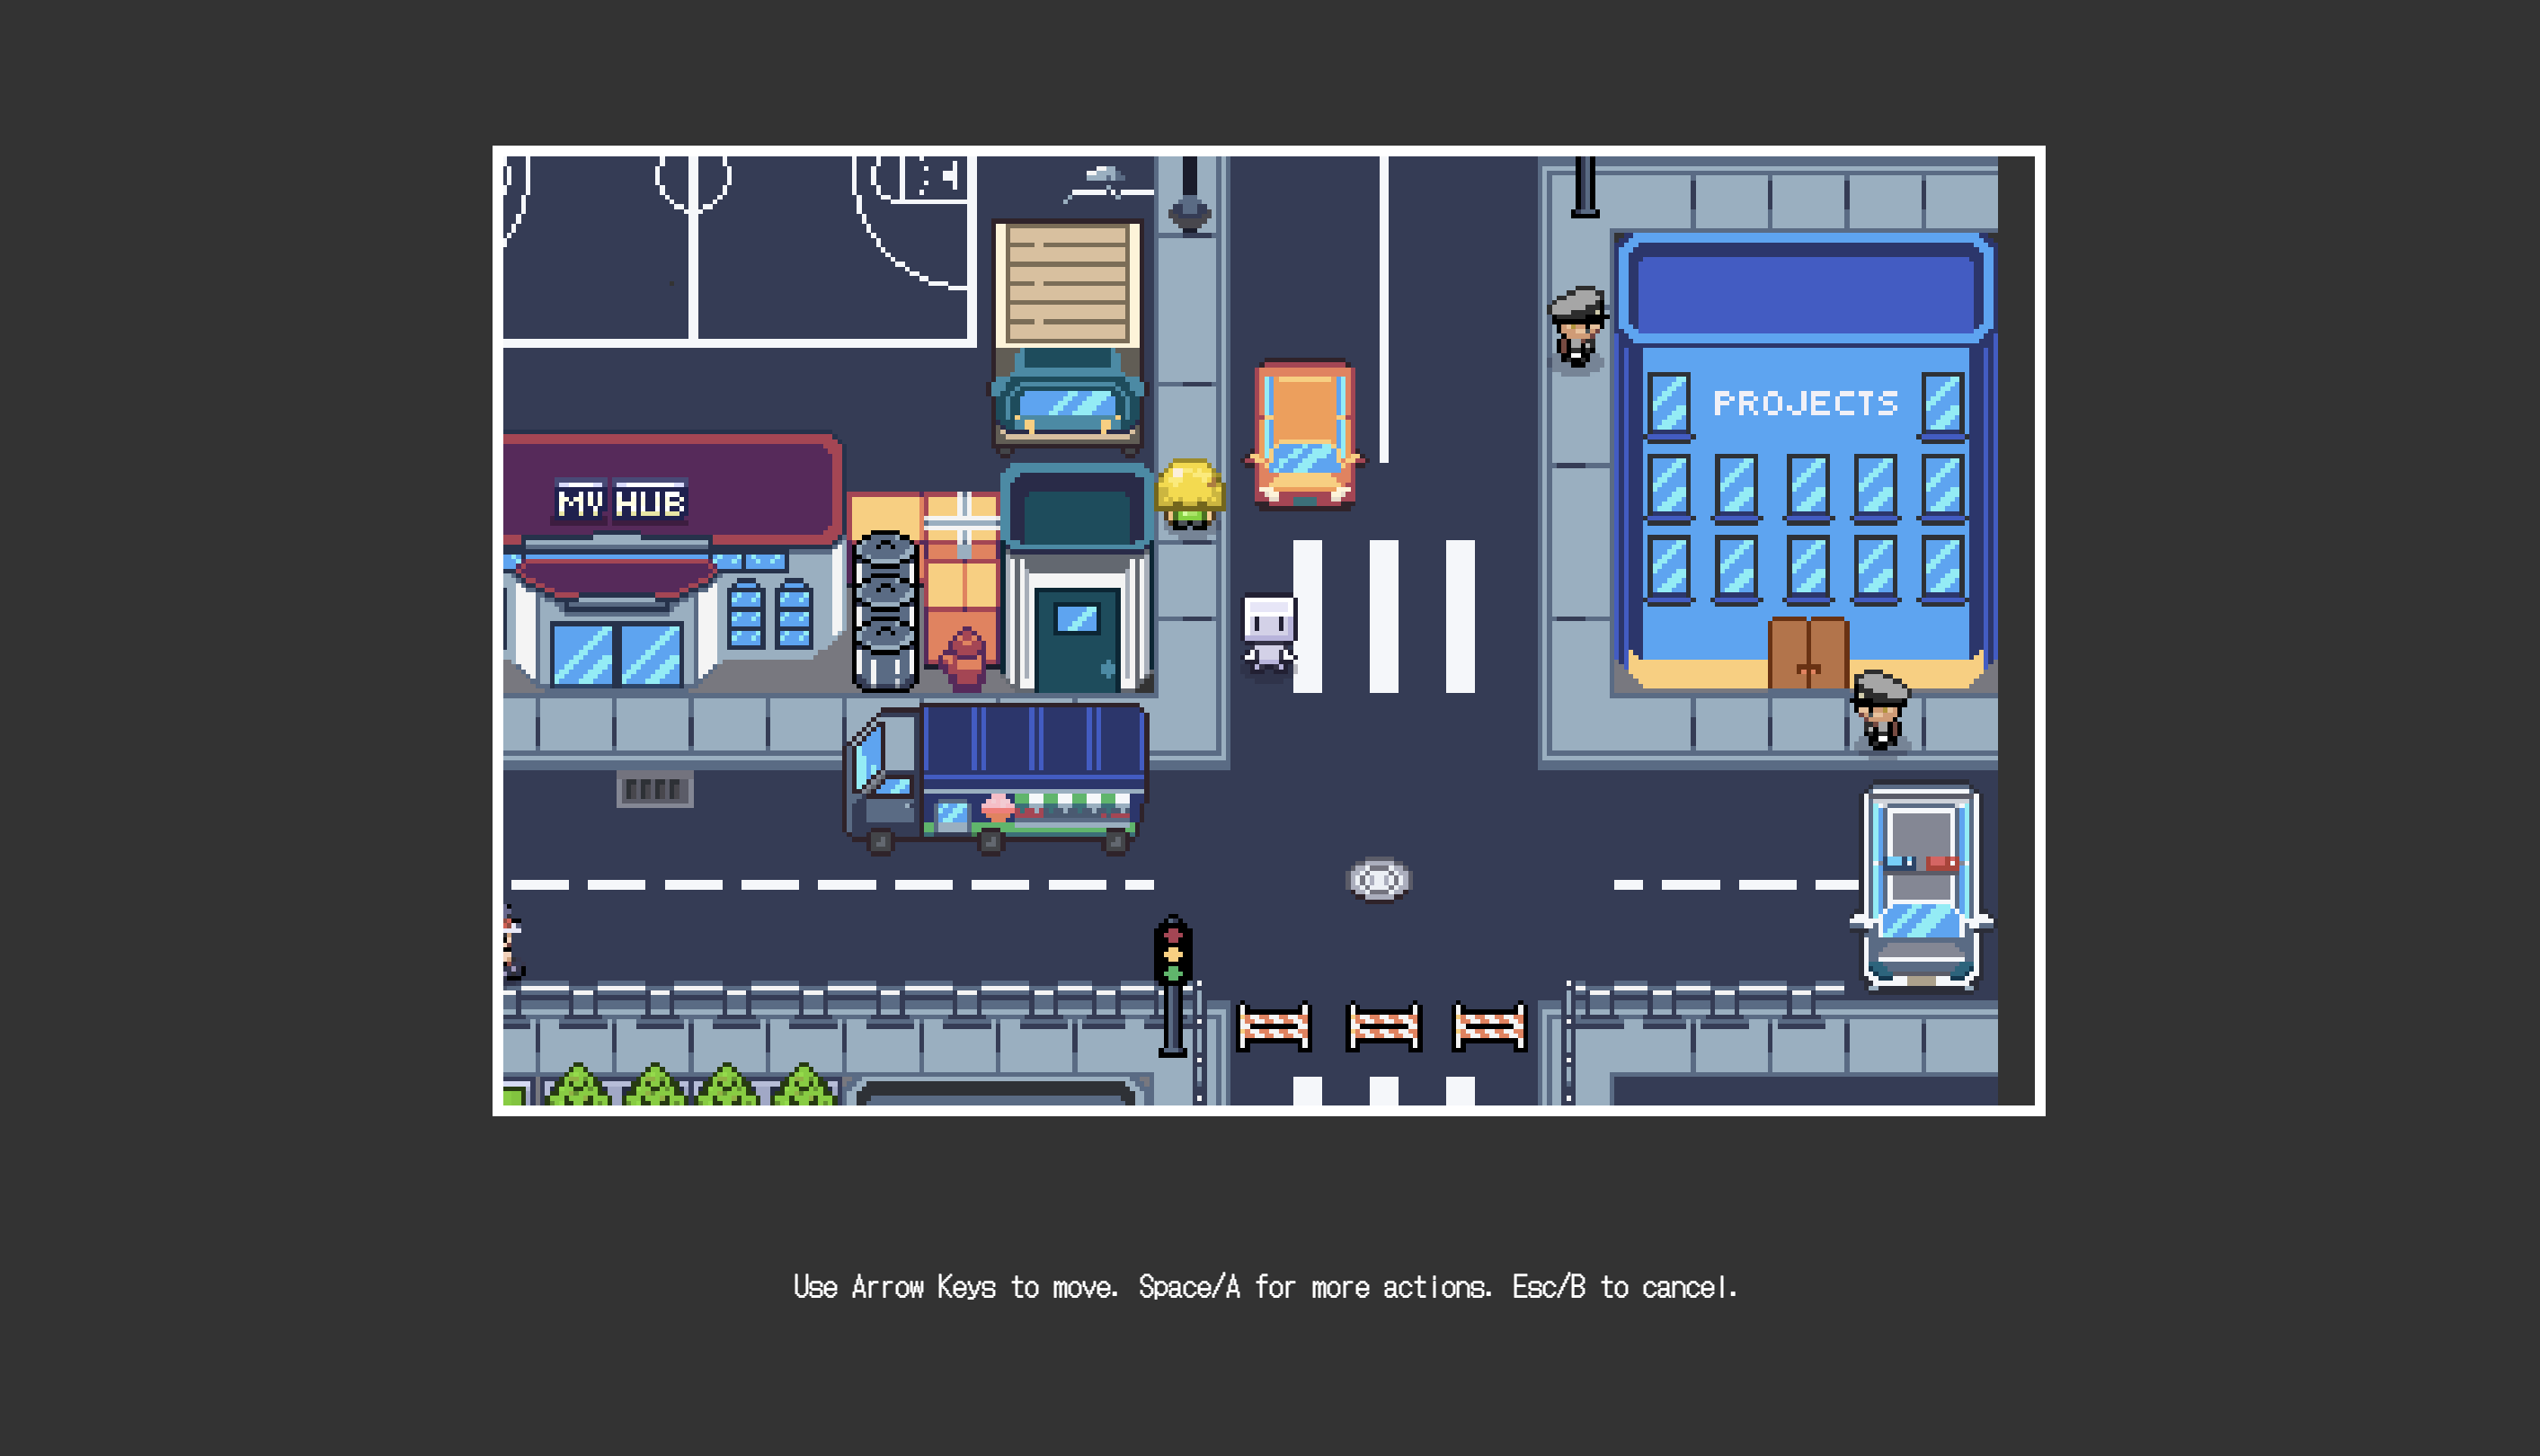 PROJECTS
MY HUB
Use Arrow Keys to move. Space/A for more actions. Esc/B to cancel.